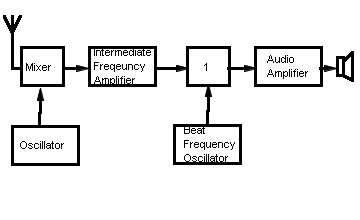 Mixer
Intermediate
Freqeuncy
Amplifier
1
Audio
Amplifier
Oscillator
Beat
Frequency
Oscillator